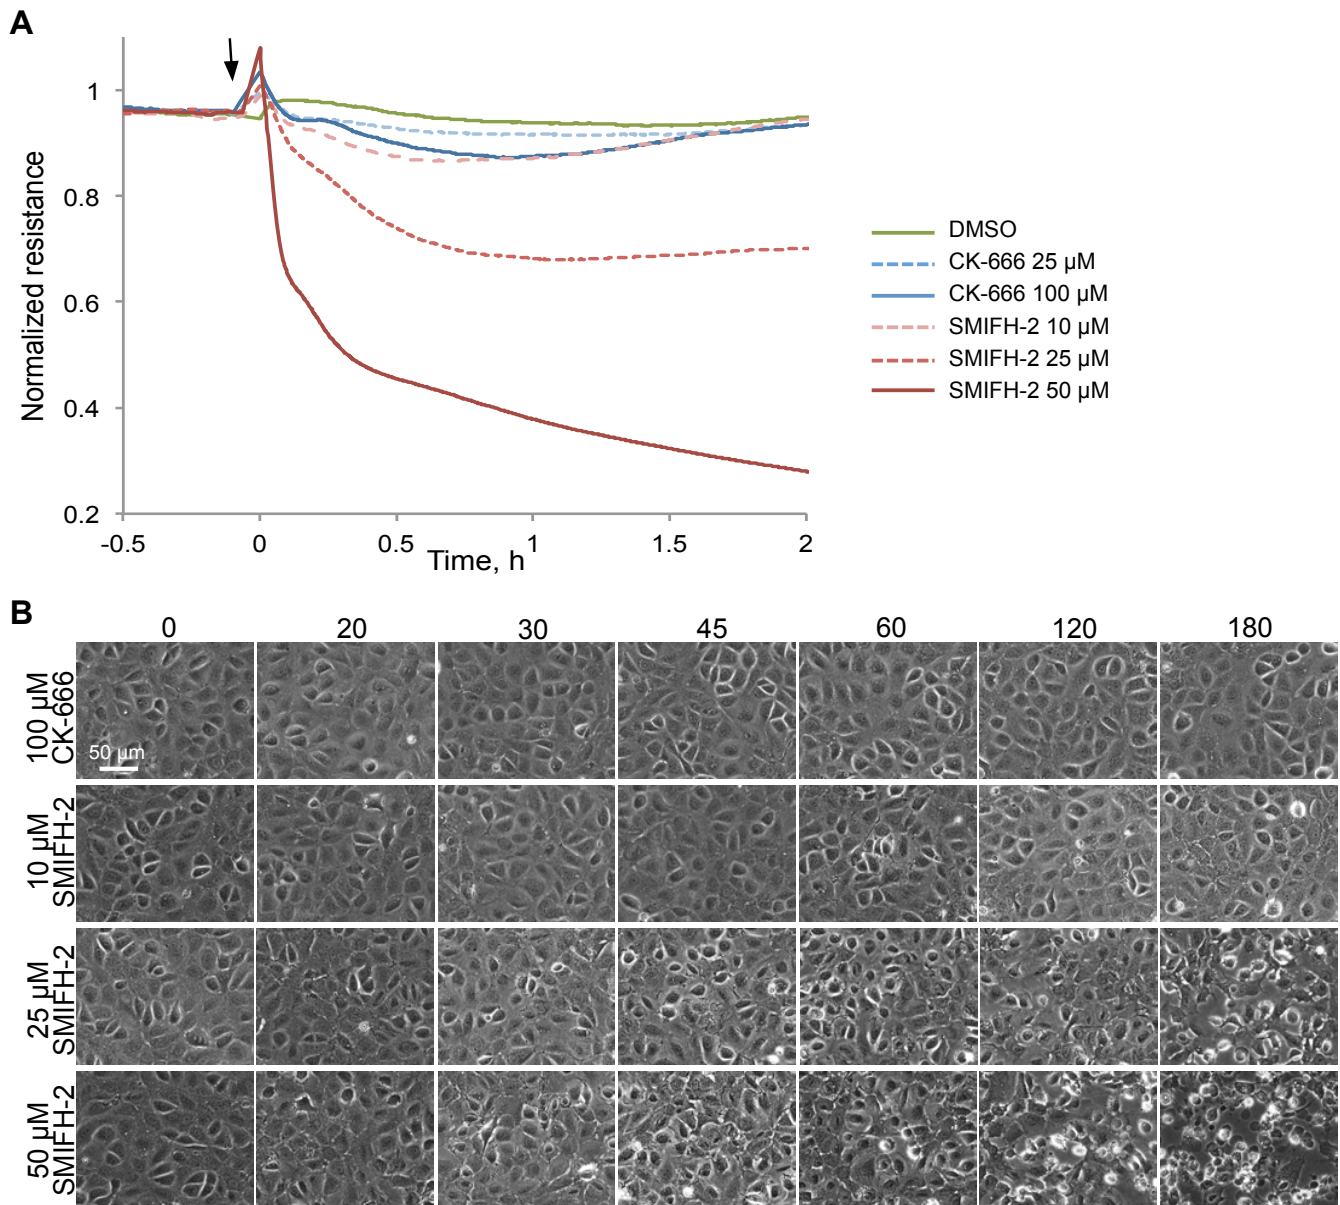 A
1
0.8
0.6
0.4
0.2
Normalized resistance
-0.5 0 0.5 1 1.5 2
Time, h
DMSO
CK-666 25 µM
CK-666 100 µM
SMIFH-2 10 µM
SMIFH-2 25 µM
SMIFH-2 50 µM
B
0 20 30 45 60 120 180
100 µM
CK-666
50 µm
10 µM
SMIFH-2
25 µM
SMIFH-2
50 µM
SMIFH-2